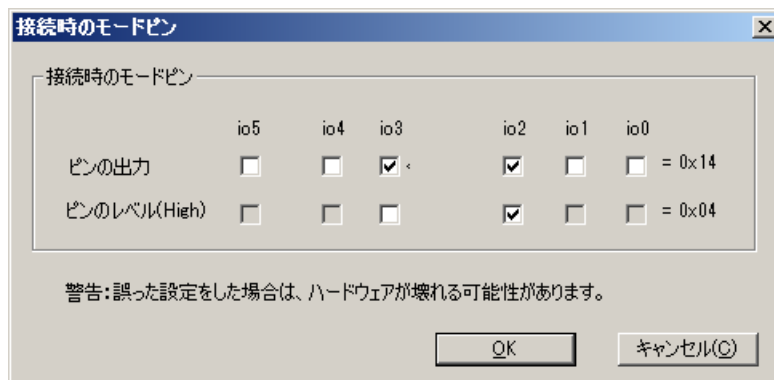 接続時のモードピン
接続時のモードピン
io5 io4 io3 io2 io1 io0
ピンの出力 = 0x14
ピンのレベル(High) = 0x04
警告:誤った設定をした場合は、ハードウェアが壊れる可能性があります。
OK キャンセル(C)